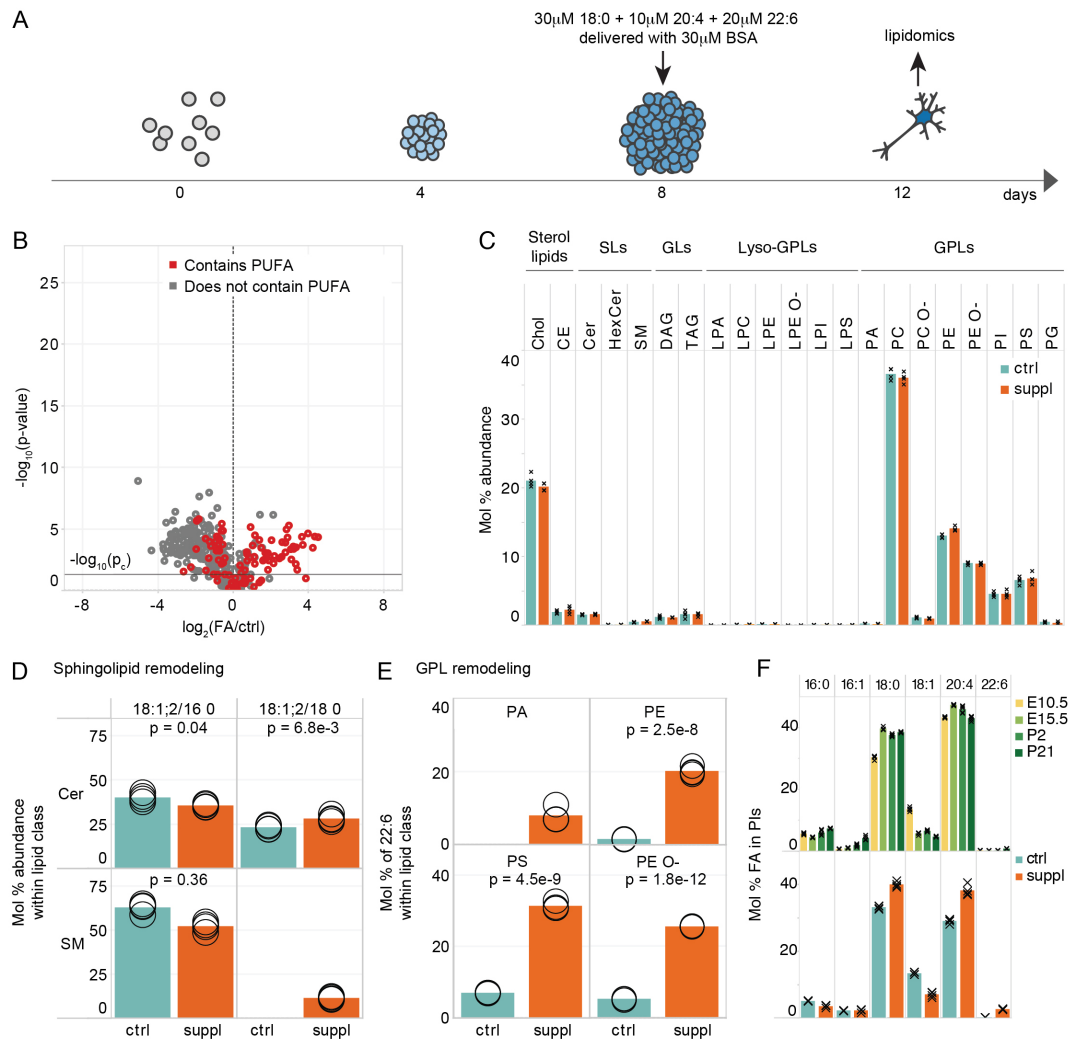 A
30µM 18:0 + 10µM 20:4 + 20µM 22:6
delivered with 30µM BSA
lipidomics
0
4
8
12
days
B
Contains PUFA
Does not contain PUFA
25
20
15
10
5
0
-log10(p-value)
-log10(pc)
-8
-4
0
4
8
log2(FA/ctrl)
C
Sterol lipids
SLs
GLs
Lyso-GPLs
GPLs
Chol
CE
Cer
HexCer
SM
DAG
TAG
LPA
LPC
LPE
LPE O-
LPI
LPS
PA
PC
PC O-
PE
PE O-
PI
PS
PG
ctrl
suppl
40
30
20
10
0
Mol % abundance
D
Sphingolipid remodeling
18:1;2/16 0
18:1;2/18 0
p = 0.04
p = 6.8e-3
75
50
25
0
Cer
p = 0.36
75
50
25
0
SM
Mol % abundance
within lipid class
ctrl
suppl
ctrl
suppl
E
GPL remodeling
PA
PE
p = 2.5e-8
40
20
0
PS
PE O-
p = 4.5e-9
p = 1.8e-12
40
20
0
Mol % of 22:6
within lipid class
ctrl
suppl
ctrl
suppl
F
16:0
16:1
18:0
18:1
20:4
22:6
E10.5
E15.5
P2
P21
40
20
0
ctrl
suppl
40
20
0
Mol % FA in PIs